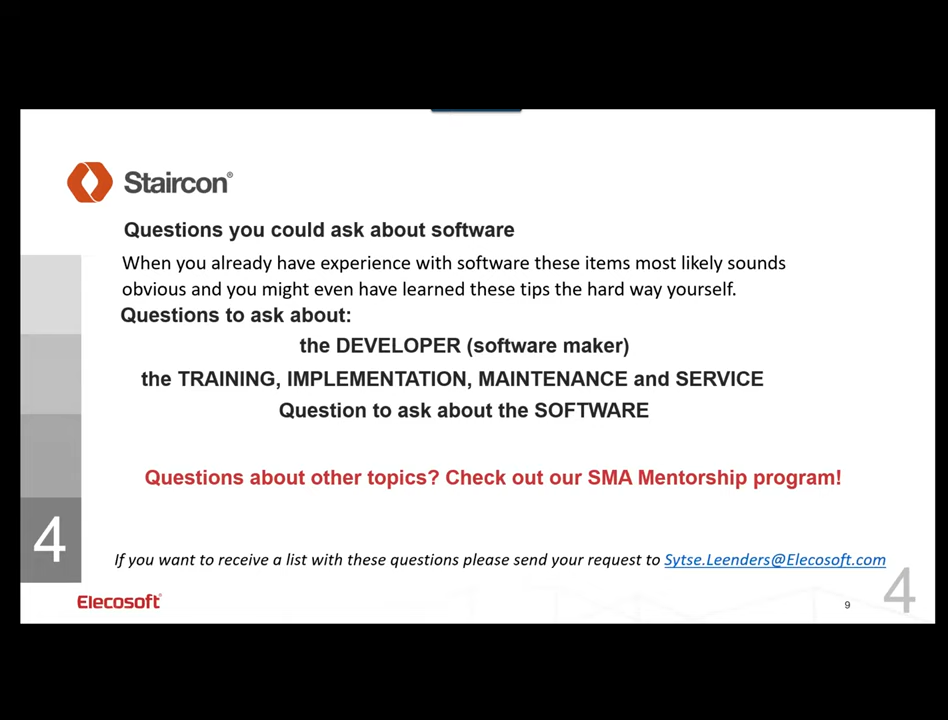 Staircon®
Questions you could ask about software
When you already have experience with software these items most likely sounds
obvious and you might even have learned these tips the hard way yourself.
Questions to ask about:
the DEVELOPER (software maker)
the TRAINING, IMPLEMENTATION, MAINTENANCE and SERVICE
Question to ask about the SOFTWARE
Questions about other topics? Check out our SMA Mentorship program!
4
If you want to receive a list with these questions please send your request to Sytse.Leenders@Elecosoft.com
Elecosoft®
9
4